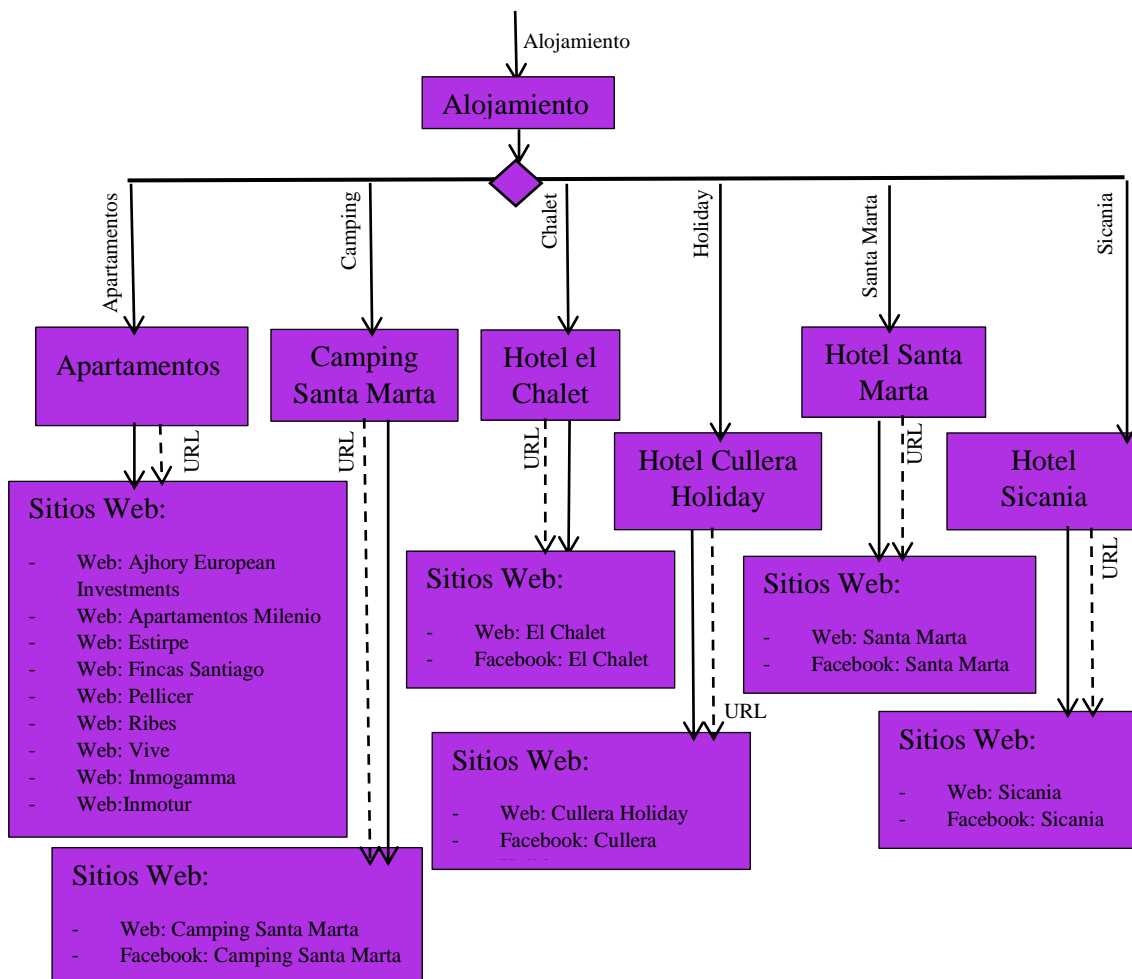 Alojamiento
Alojamiento
Apartamentos
Camping
Chalet
Holiday
Santa Marta
Sicania
Apartamentos
Camping
Santa Marta
Hotel el
Chalet
Hotel Santa
Marta
Hotel Cullera
Holiday
Hotel
Sicania
URL
URL
URL
URL
URL
URL
Sitios Web:
- Web: Ajhory European
Investments
- Web: Apartamentos Milenio
- Web: Estirpe
- Web: Fincas Santiago
- Web: Pellicer
- Web: Ribes
- Web: Vive
- Web: Inmogamma
- Web:Inmotur
Sitios Web:
- Web: El Chalet
- Facebook: El Chalet
Sitios Web:
- Web: Santa Marta
- Facebook: Santa Marta
Sitios Web:
- Web: Cullera Holiday
- Facebook: Cullera
Sitios Web:
- Web: Sicania
- Facebook: Sicania
Sitios Web:
- Web: Camping Santa Marta
- Facebook: Camping Santa Marta